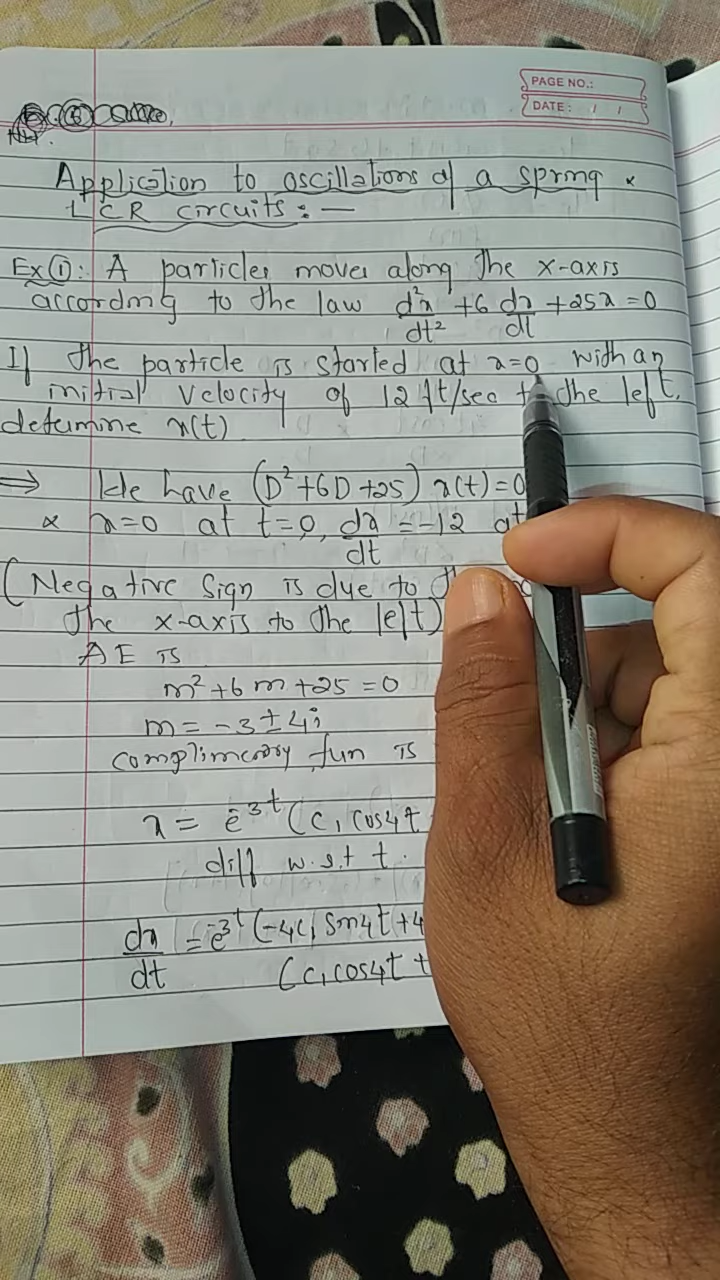 PAGE NO.:
DATE: / /
Application to oscillations of a spring &
LCR circuits : —
Ex①: A particles moves along the x-axis
according to the law d²x/dt² + 6 dx/dt + 25x = 0
If the particle is started at x=0 with an
initial velocity of 12 ft/sec the left,
determine x(t)
⇒ We have (D²+6D+25) x(t) = 0
& x=0 at t=0, dx/dt = -12 at
(Negative sign is due to
the x-axis to the left)
AE is
m²+6m+25=0
m = -3 ± 4i
fun is
x = e^-3t (c₁ cos4t
diff w.r.t t.
dx/dt = e^-3t (-4c₁ sin4t + 4
(c₁ cos4t +